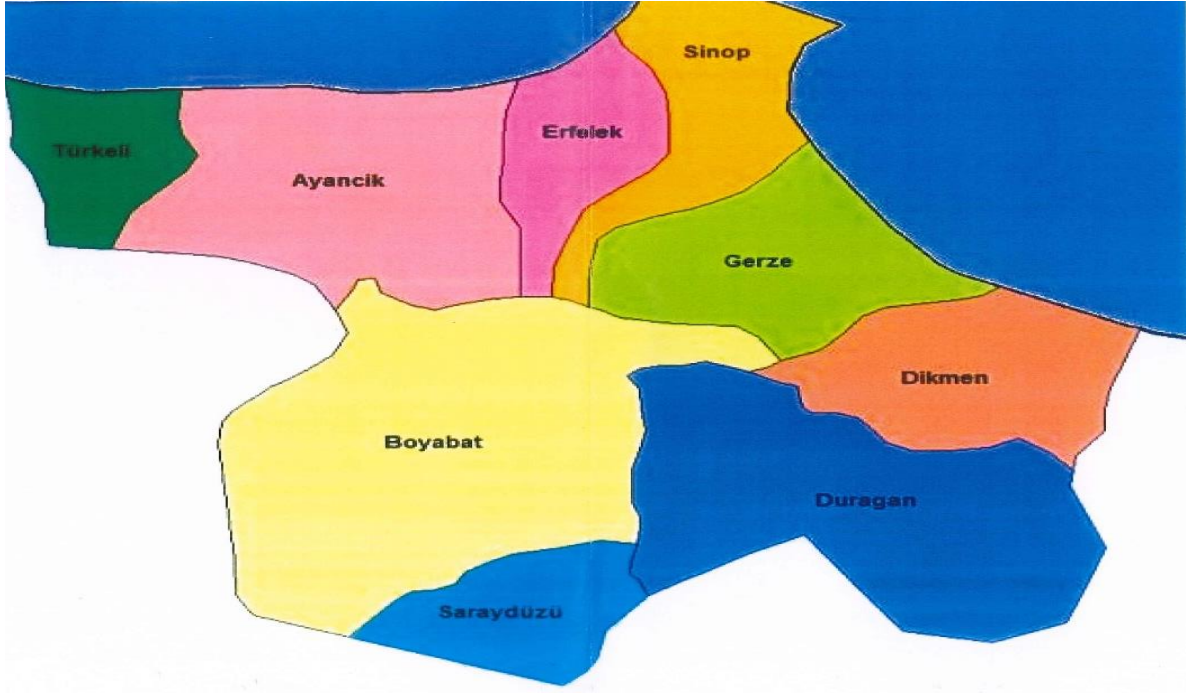 Sinop
Erfelek
Türkeli
Ayancik
Gerze
Dikmen
Boyabat
Duragan
Saraydüzü